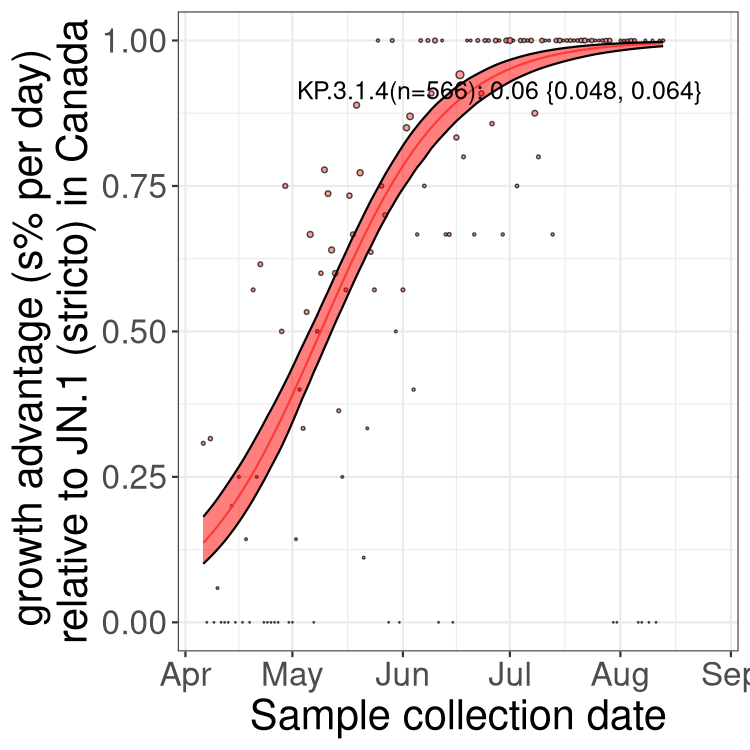 growth advantage (s% per day)
relative to JN.1 (stricto) in Canada
1.00
0.75
0.50
0.25
0.00
KP.3.1.4(n=566): 0.06 {0.048, 0.064}
Apr May Jun Jul Aug Sep
Sample collection date